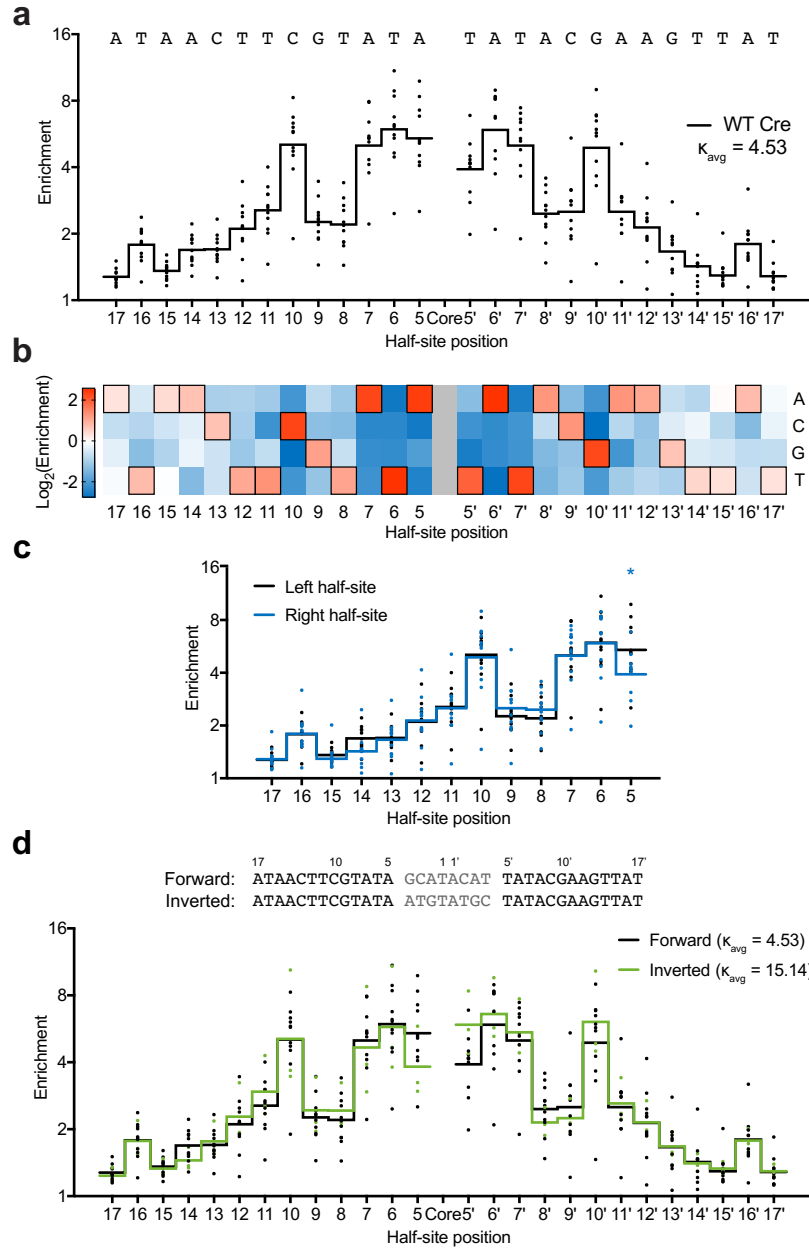 a
A T A A C T T C G T A T A T A T A C G A A G T T A T
16
8
4
2
1
Enrichment
WT Cre
κavg = 4.53
17 16 15 14 13 12 11 10 9 8 7 6 5 Core 5' 6' 7' 8' 9' 10' 11' 12' 13' 14' 15' 16' 17'
Half-site position
b
Log2(Enrichment)
2
0
-2
A
C
G
T
17 16 15 14 13 12 11 10 9 8 7 6 5 5' 6' 7' 8' 9' 10' 11' 12' 13' 14' 15' 16' 17'
Half-site position
c
16
8
4
2
1
Enrichment
Left half-site
Right half-site
*
17 16 15 14 13 12 11 10 9 8 7 6 5
Half-site position
d
17 10 5 1 1' 5' 10' 17'
Forward: ATAACTTCGTATA GCATACAT TATACGAAGTTAT
Inverted: ATAACTTCGTATA ATGTATGC TATACGAAGTTAT
16
8
4
2
1
Enrichment
Forward (κavg = 4.53)
Inverted (κavg = 15.14)
17 16 15 14 13 12 11 10 9 8 7 6 5 Core 5' 6' 7' 8' 9' 10' 11' 12' 13' 14' 15' 16' 17'
Half-site position